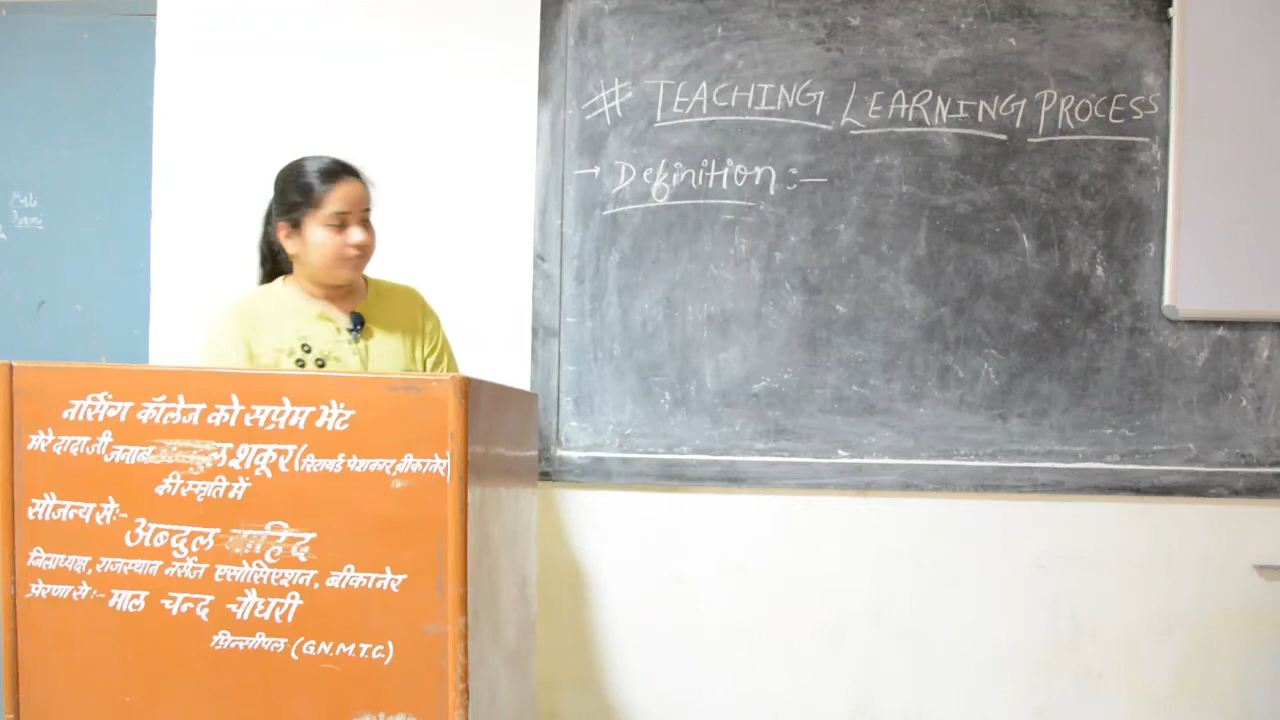 # TEACHING LEARNING PROCESS
→ Definition :-
नर्सिंग कॉलेज को सप्रेम भेंट
मेरे दादाजी जनाब शकूर (रिटायर्ड पेशकार, बीकानेर)
की स्मृति में
सौजन्य से:-
अब्दुल
जिलाध्यक्ष, राजस्थान नर्सेज एसोसिएशन, बीकानेर
प्रेरणा से:- माल चन्द चौधरी
प्रिन्सीपल (G.N.M.T.C.)